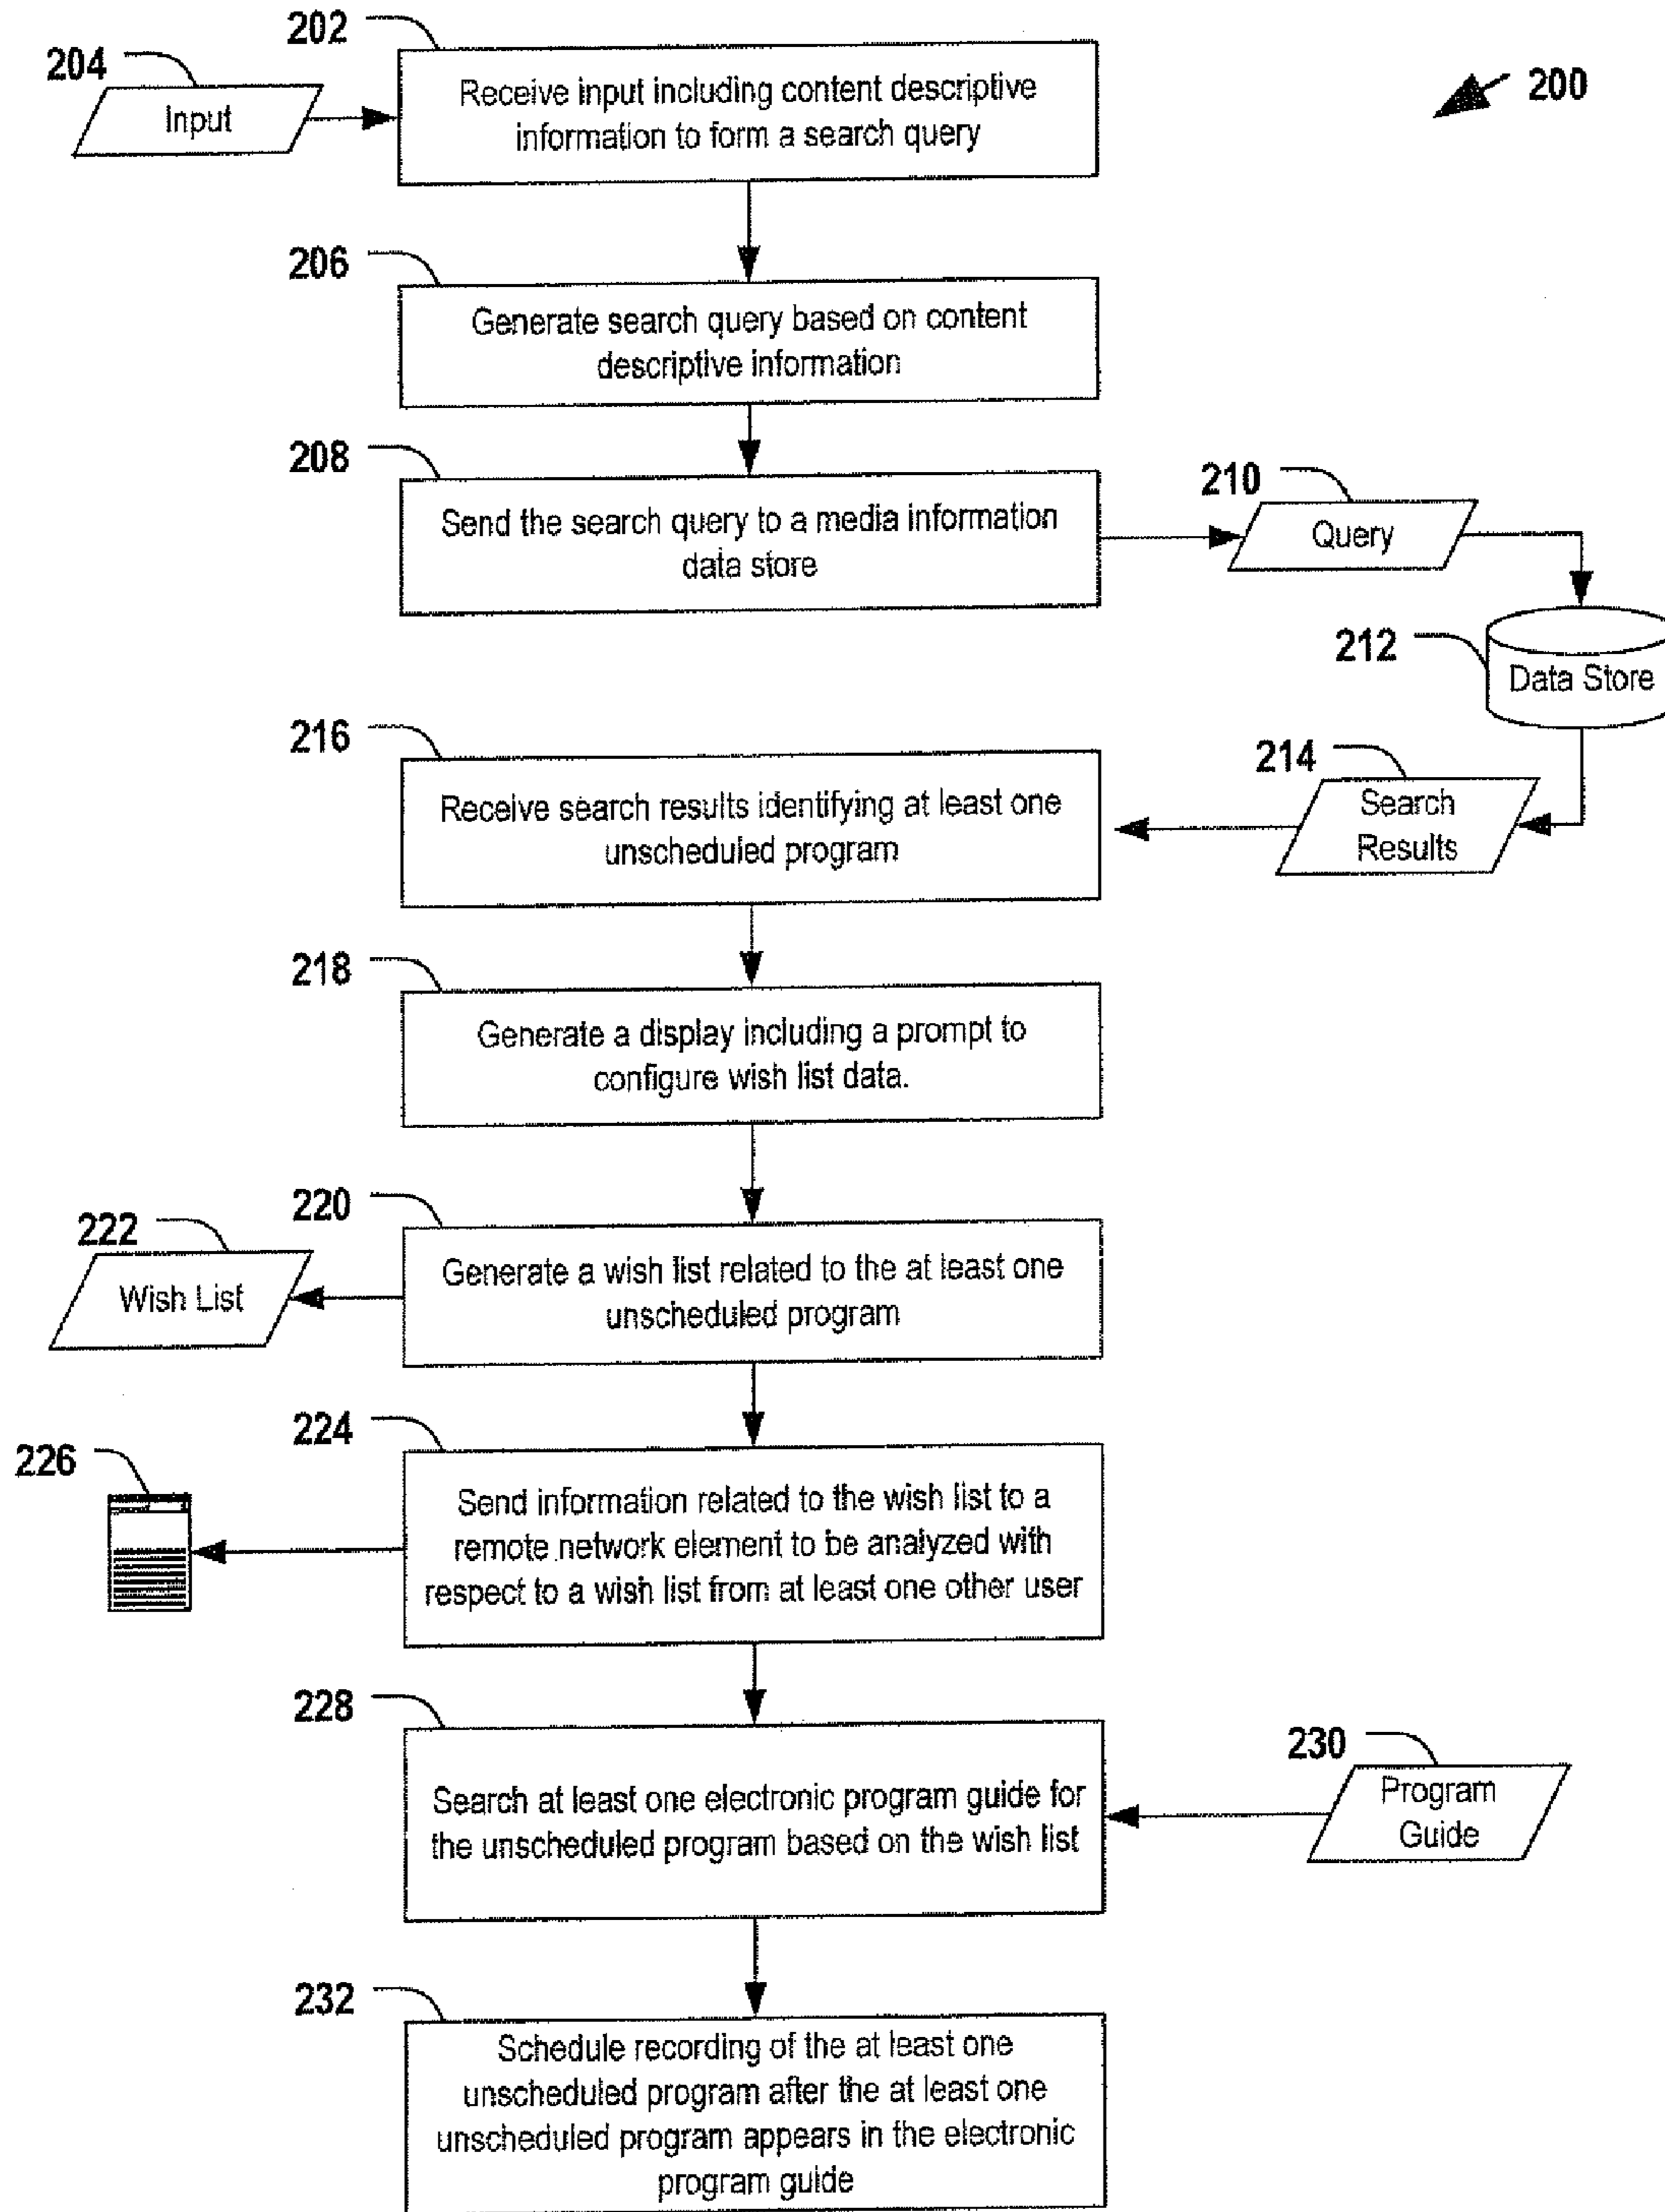 202
204
200
Input
Receive input including content descriptive
information to form a search query
206
Generate search query based on content
descriptive information
208
210
Send the search query to a media information
data store
Query
212
Data Store
216
214
Receive search results identifying at least one
unscheduled program
Search
Results
218
Generate a display including a prompt to
configure wish list data.
220
222
Generate a wish list related to the at least one
unscheduled program
Wish List
224
226
Send information related to the wish list to a
remote network element to be analyzed with
respect to a wish list from at least one other user
228
230
Search at least one electronic program guide for
the unscheduled program based on the wish list
Program
Guide
232
Schedule recording of the at least one
unscheduled program after the at least one
unscheduled program appears in the electronic
program guide